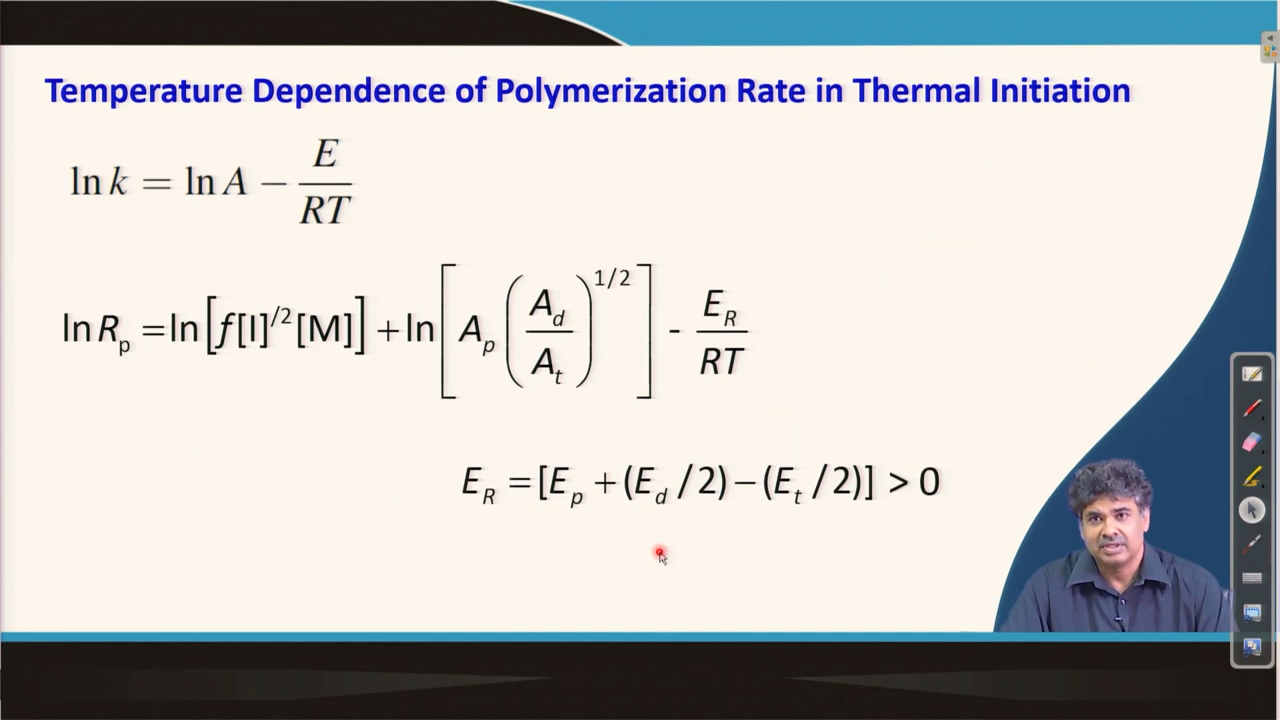 Temperature Dependence of Polymerization Rate in Thermal Initiation
ln k = ln A − E/RT
ln R_p = ln[f[I]^{/2}[M]] + ln[A_p(A_d/A_t)^{1/2}] - E_R/RT
E_R = [E_p + (E_d /2) − (E_t /2)] > 0